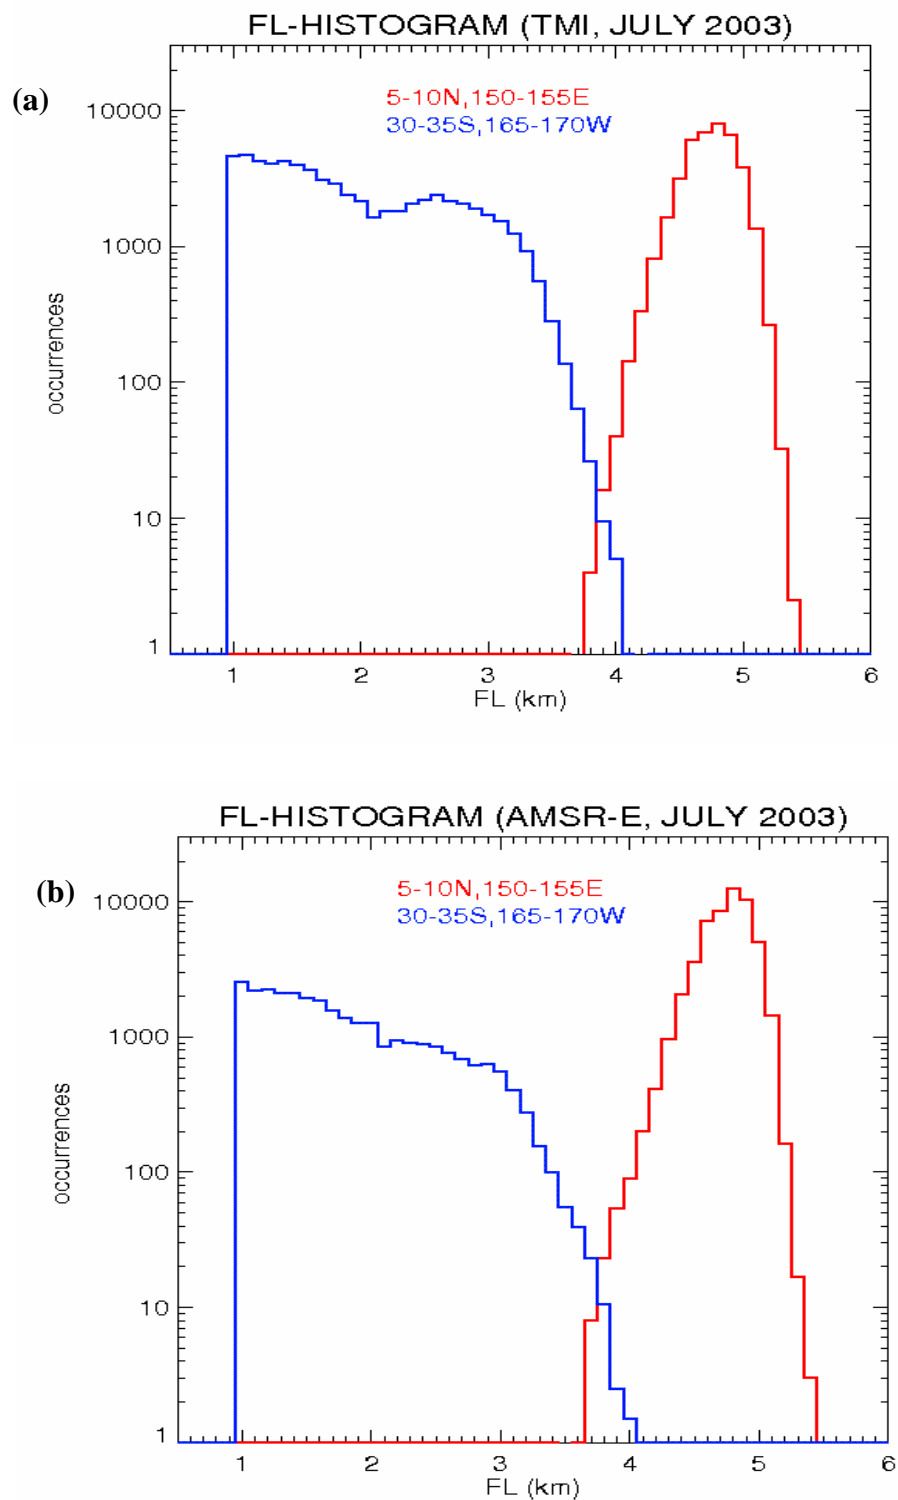 FL-HISTOGRAM (TMI, JULY 2003)
(a)
5-10N,150-155E
30-35S,165-170W
10000
1000
100
10
1
occurrences
1 2 3 4 5 6
FL (km)
FL-HISTOGRAM (AMSR-E, JULY 2003)
(b)
5-10N,150-155E
30-35S,165-170W
10000
1000
100
10
1
occurrences
1 2 3 4 5 6
FL (km)